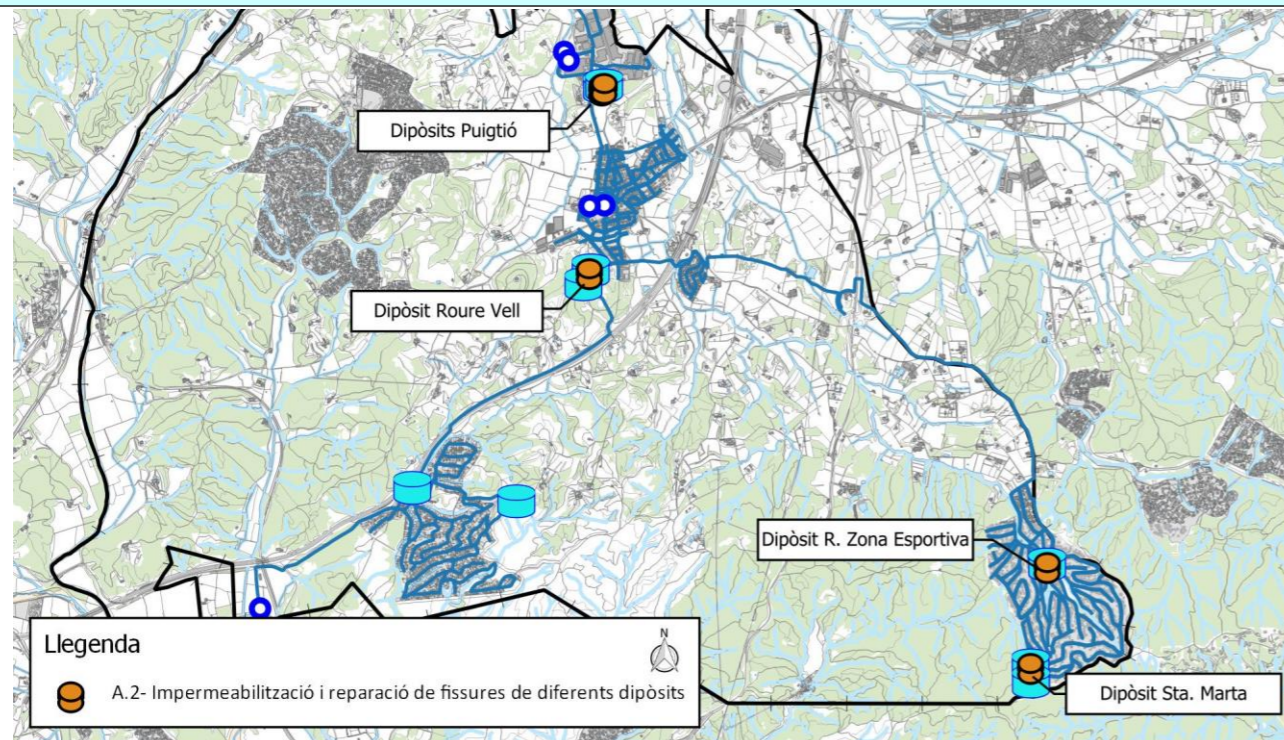 Dipòsits Puigtió
Dipòsit Roure Vell
Dipòsit R. Zona Esportiva
Dipòsit Sta. Marta
Llegenda
N
A.2- Impermeabilització i reparació de fissures de diferents dipòsits